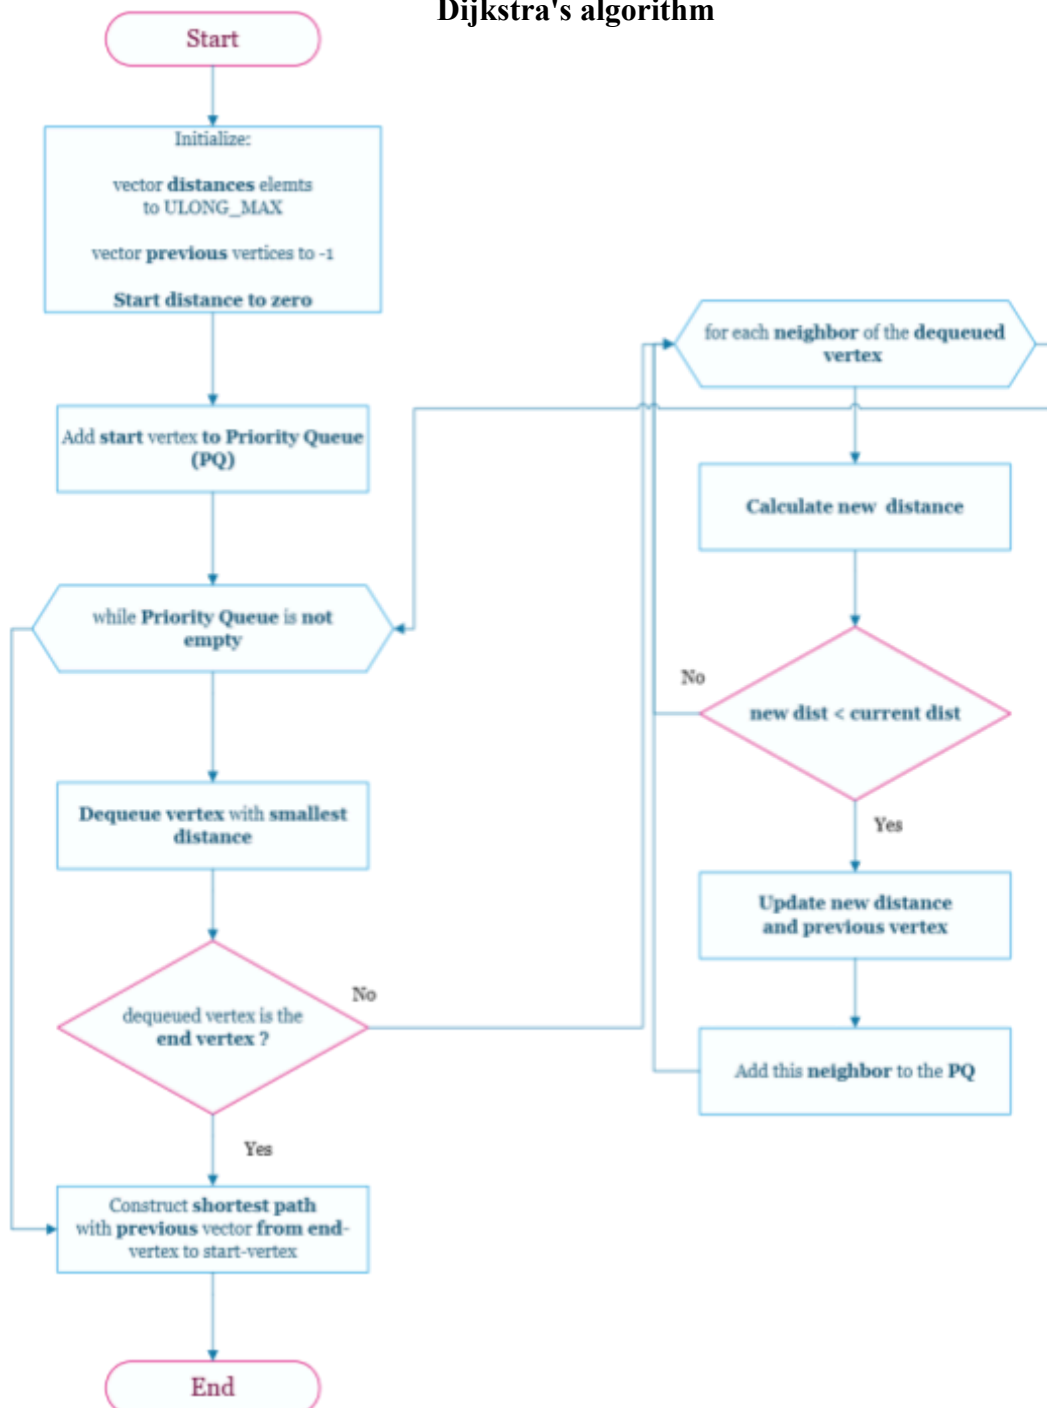 Dijkstra's algorithm
Start
Initialize:
vector distances elemts
to ULONG_MAX
vector previous vertices to -1
Start distance to zero
Add start vertex to Priority Queue
(PQ)
while Priority Queue is not
empty
Dequeue vertex with smallest
distance
dequeued vertex is the
end vertex ?
No
Yes
Construct shortest path
with previous vector from end-
vertex to start-vertex
End
for each neighbor of the dequeued
vertex
Calculate new distance
new dist < current dist
No
Yes
Update new distance
and previous vertex
Add this neighbor to the PQ